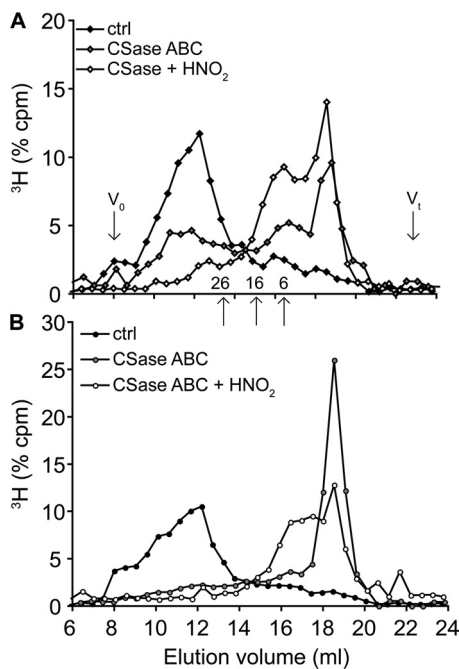 A
ctrl
CSase ABC
CSase + HNO2
20
15
10
5
0
³H (% cpm)
V0
Vt
26 16 6
B
ctrl
CSase ABC
CSase ABC + HNO2
30
25
20
15
10
5
0
³H (% cpm)
6 8 10 12 14 16 18 20 22 24
Elution volume (ml)